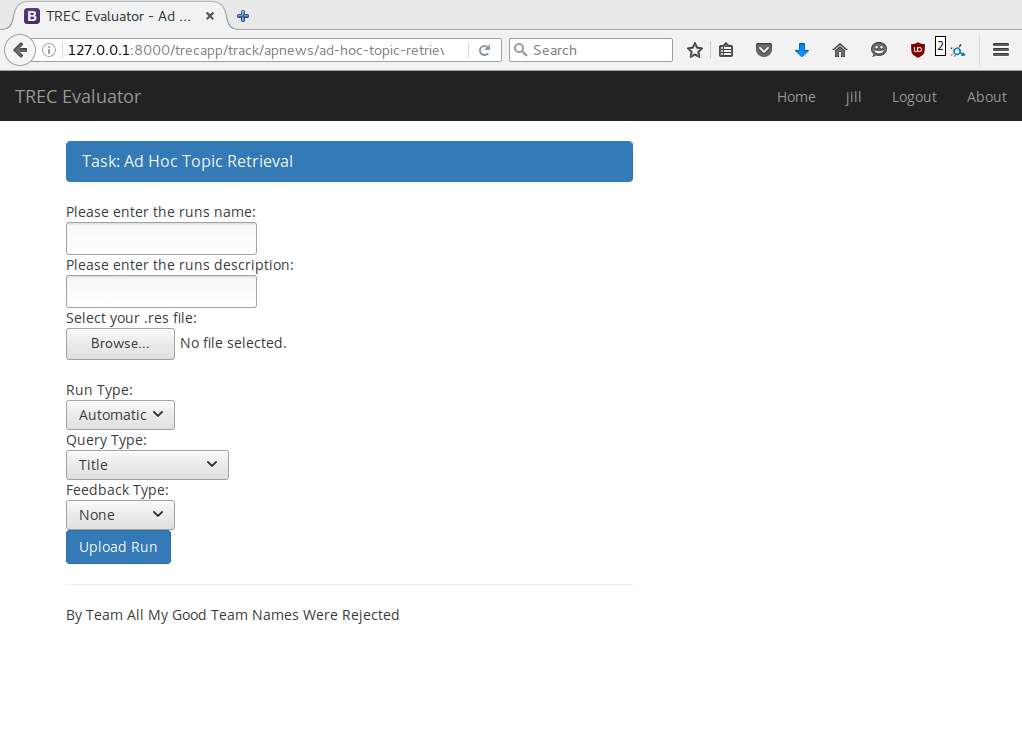 B TREC Evaluator - Ad ...
127.0.0.1:8000/trecapp/track/apnews/ad-hoc-topic-retriev
Search
2
TREC Evaluator
Home jill Logout About
Task: Ad Hoc Topic Retrieval
Please enter the runs name:
Please enter the runs description:
Select your .res file:
Browse... No file selected.
Run Type:
Automatic
Query Type:
Title
Feedback Type:
None
Upload Run
By Team All My Good Team Names Were Rejected